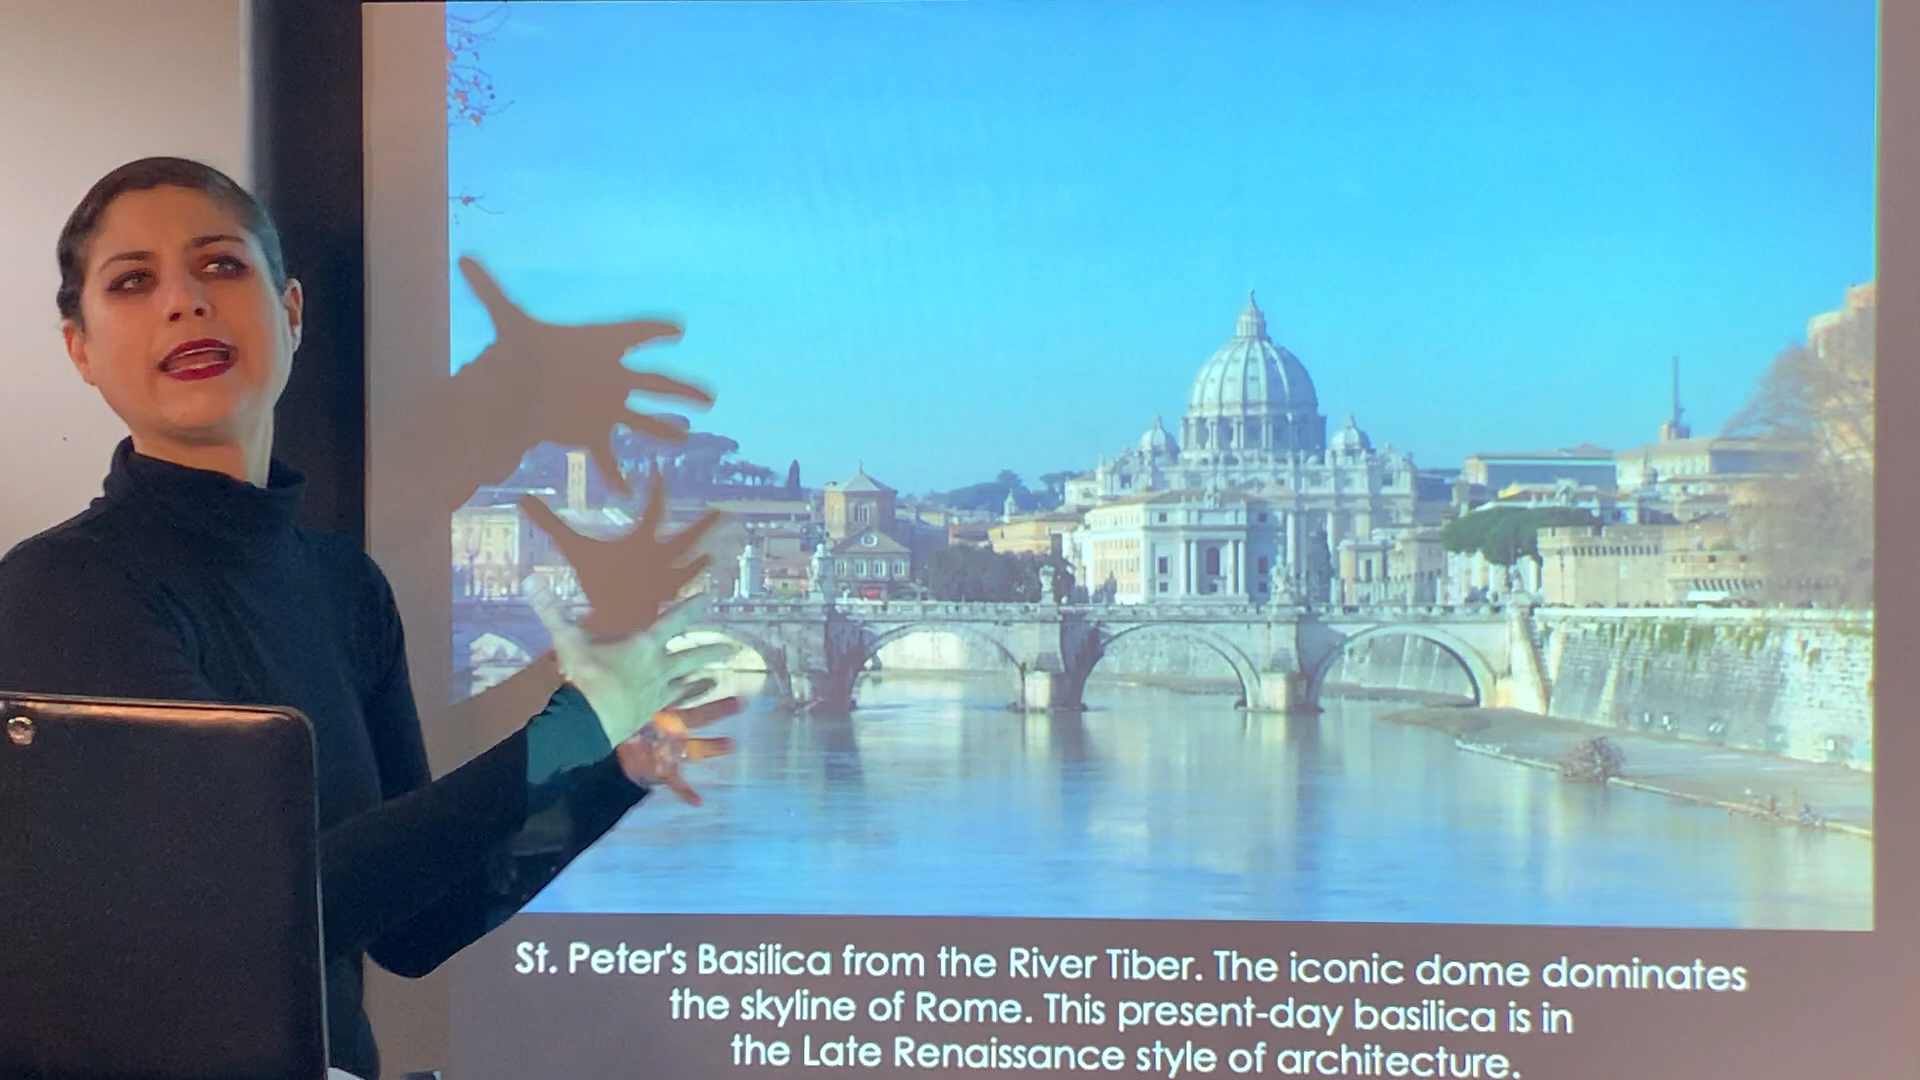 St. Peter's Basilica from the River Tiber. The iconic dome dominates
the skyline of Rome. This present-day basilica is in
the Late Renaissance style of architecture.